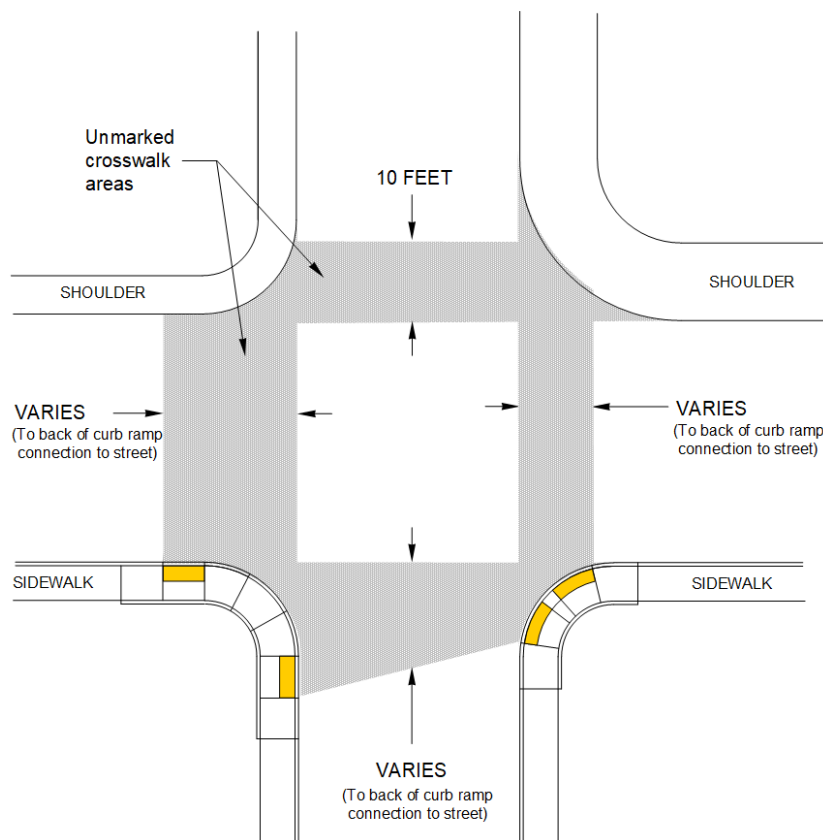 Unmarked
crosswalk
areas
10 FEET
SHOULDER
SHOULDER
VARIES
(To back of curb ramp
connection to street)
VARIES
(To back of curb ramp
connection to street)
SIDEWALK
SIDEWALK
VARIES
(To back of curb ramp
connection to street)